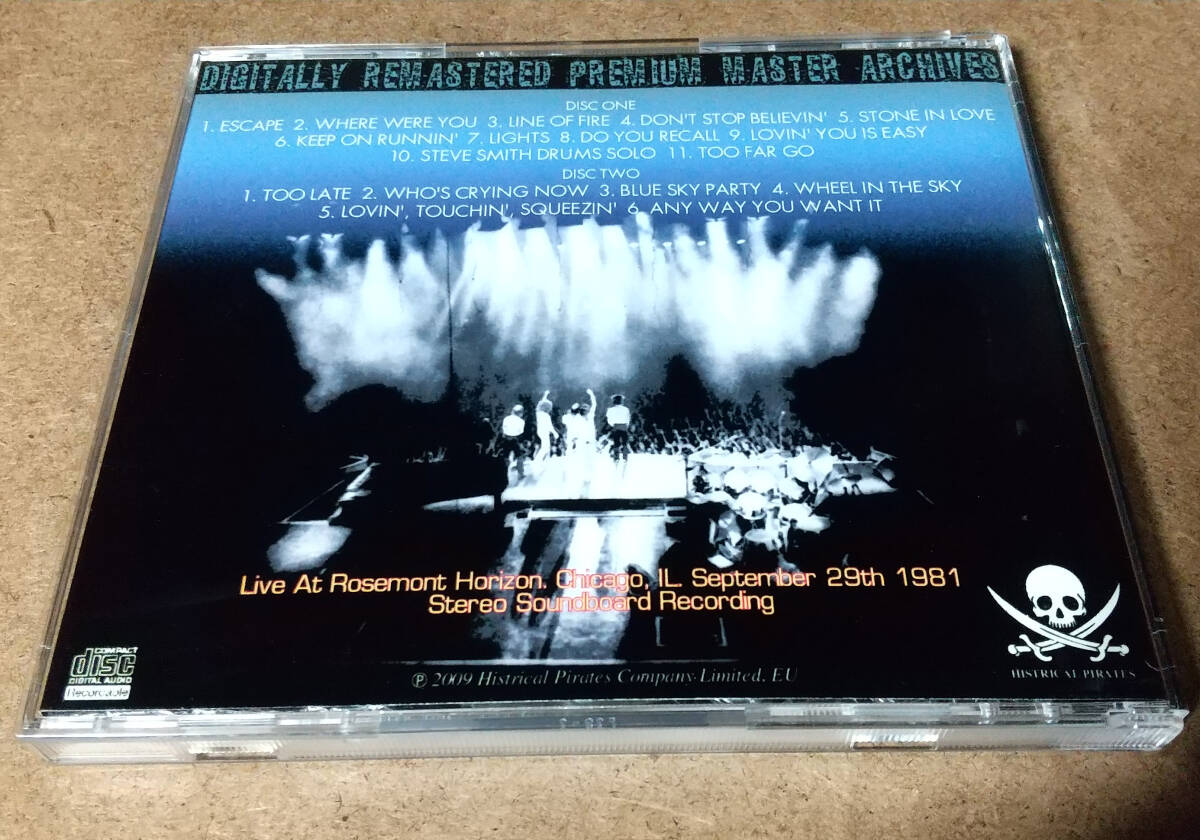 DIGITALLY REMASTERED PREMIUM MASTER ARCHIVES
DISC ONE
1. ESCAPE 2. WHERE WERE YOU 3. LINE OF FIRE 4. DON'T STOP BELIEVIN' 5. STONE IN LOVE
6. KEEP ON RUNNIN' 7. LIGHTS 8. DO YOU RECALL 9. LOVIN' YOU IS EASY
10. STEVE SMITH DRUMS SOLO 11. TOO FAR GO
DISC TWO
1. TOO LATE 2. WHO'S CRYING NOW 3. BLUE SKY PARTY 4. WHEEL IN THE SKY
5. LOVIN', TOUCHIN', SQUEEZIN' 6. ANY WAY YOU WANT IT
Live At Rosemont Horizon. Chicago, IL. September 29th 1981
Stereo Soundboard Recording
COMPACT
disc
DIGITAL AUDIO
Recordable
℗ 2009 Histrical Pirates Company-Limited, EU
HISTRICAL PIRATES